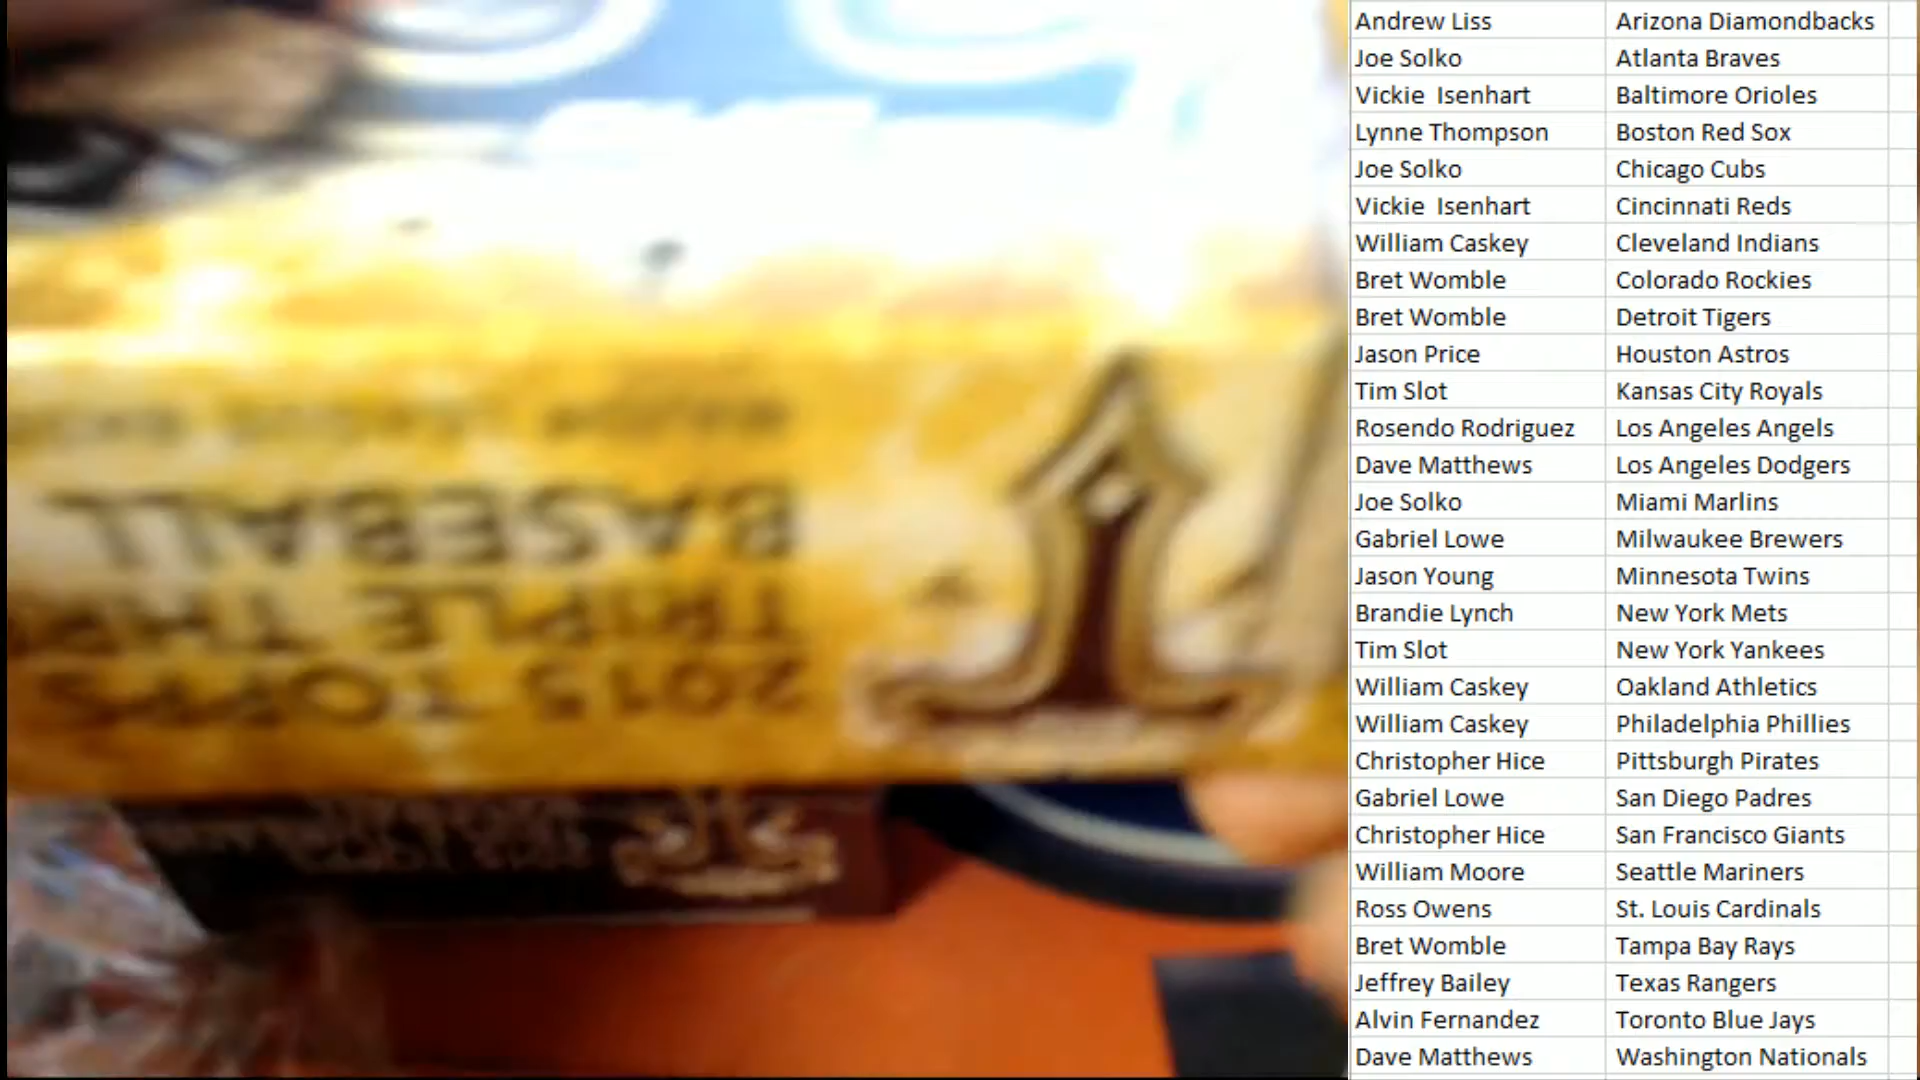 BASEBALL
TRIPLE THR
2015 TOPPS
Andrew Liss Arizona Diamondbacks
Joe Solko Atlanta Braves
Vickie Isenhart Baltimore Orioles
Lynne Thompson Boston Red Sox
Joe Solko Chicago Cubs
Vickie Isenhart Cincinnati Reds
William Caskey Cleveland Indians
Bret Womble Colorado Rockies
Bret Womble Detroit Tigers
Jason Price Houston Astros
Tim Slot Kansas City Royals
Rosendo Rodriguez Los Angeles Angels
Dave Matthews Los Angeles Dodgers
Joe Solko Miami Marlins
Gabriel Lowe Milwaukee Brewers
Jason Young Minnesota Twins
Brandie Lynch New York Mets
Tim Slot New York Yankees
William Caskey Oakland Athletics
William Caskey Philadelphia Phillies
Christopher Hice Pittsburgh Pirates
Gabriel Lowe San Diego Padres
Christopher Hice San Francisco Giants
William Moore Seattle Mariners
Ross Owens St. Louis Cardinals
Bret Womble Tampa Bay Rays
Jeffrey Bailey Texas Rangers
Alvin Fernandez Toronto Blue Jays
Dave Matthews Washington Nationals